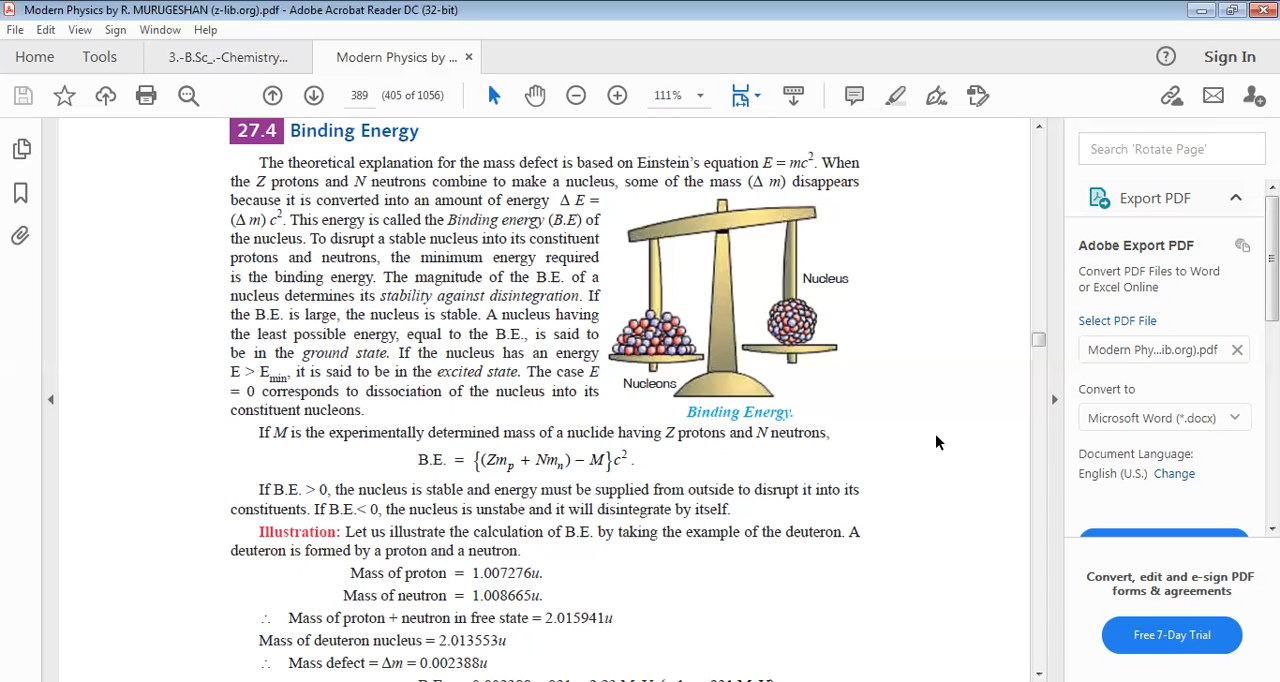 Modern Physics by R. MURUGESHAN (z-lib.org).pdf - Adobe Acrobat Reader DC (32-bit)
File Edit View Sign Window Help
Home Tools 3.-B.Sc_.-Chemistry... Modern Physics by ... × Sign In
389 (405 of 1056) 111%
27.4 Binding Energy
The theoretical explanation for the mass defect is based on Einstein's equation E = mc². When
the Z protons and N neutrons combine to make a nucleus, some of the mass (Δ m) disappears
because it is converted into an amount of energy Δ E =
(Δ m) c². This energy is called the Binding energy (B.E) of
the nucleus. To disrupt a stable nucleus into its constituent
protons and neutrons, the minimum energy required
is the binding energy. The magnitude of the B.E. of a
nucleus determines its stability against disintegration. If
the B.E. is large, the nucleus is stable. A nucleus having
the least possible energy, equal to the B.E., is said to
be in the ground state. If the nucleus has an energy
E > Emin, it is said to be in the excited state. The case E
= 0 corresponds to dissociation of the nucleus into its
constituent nucleons.
Nucleus
Nucleons
Binding Energy.
If M is the experimentally determined mass of a nuclide having Z protons and N neutrons,
B.E. = {(Zmp + Nmn) − M}c².
If B.E. > 0, the nucleus is stable and energy must be supplied from outside to disrupt it into its
constituents. If B.E.< 0, the nucleus is unstabe and it will disintegrate by itself.
Illustration: Let us illustrate the calculation of B.E. by taking the example of the deuteron. A
deuteron is formed by a proton and a neutron.
Mass of proton = 1.007276u.
Mass of neutron = 1.008665u.
∴ Mass of proton + neutron in free state = 2.015941u
Mass of deuteron nucleus = 2.013553u
∴ Mass defect = Δm = 0.002388u
Search 'Rotate Page'
Export PDF
Adobe Export PDF
Convert PDF Files to Word
or Excel Online
Select PDF File
Modern Phy...ib.org).pdf ×
Convert to
Microsoft Word (*.docx)
Document Language:
English (U.S.) Change
Convert, edit and e-sign PDF
forms & agreements
Free 7-Day Trial